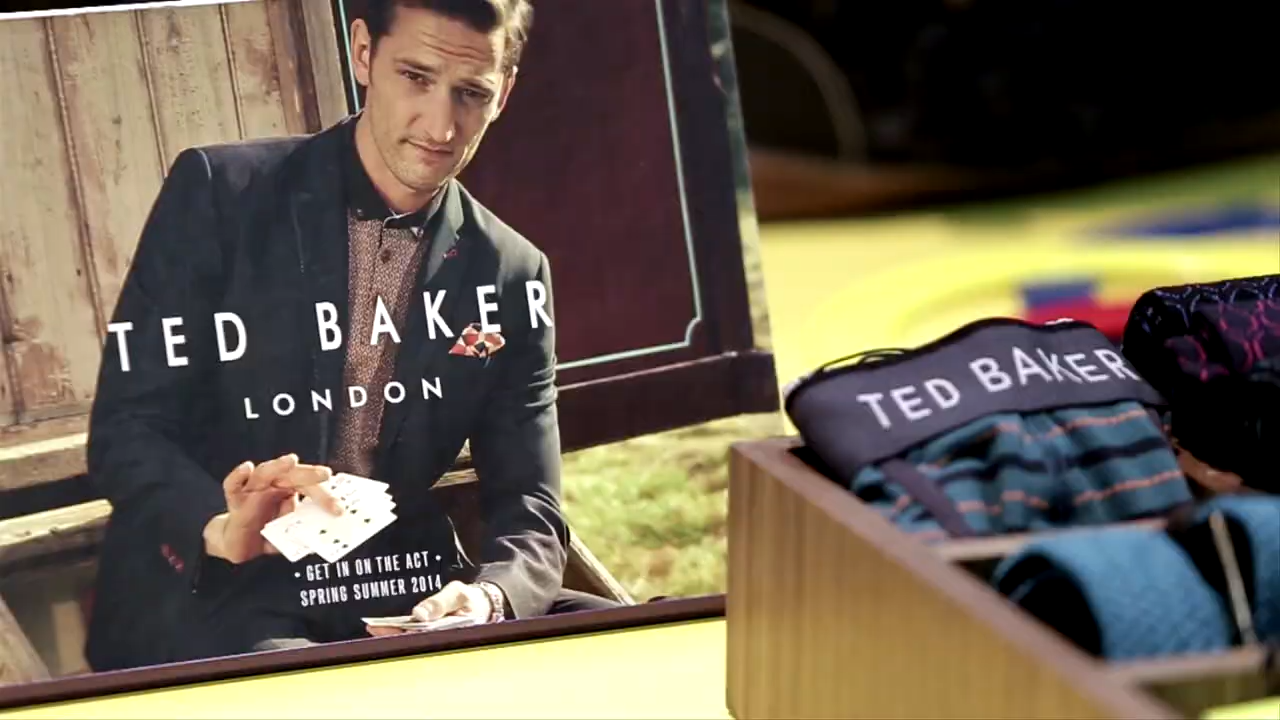 TED BAKER
LONDON
• GET IN ON THE ACT •
SPRING SUMMER 2014
TED BAKER